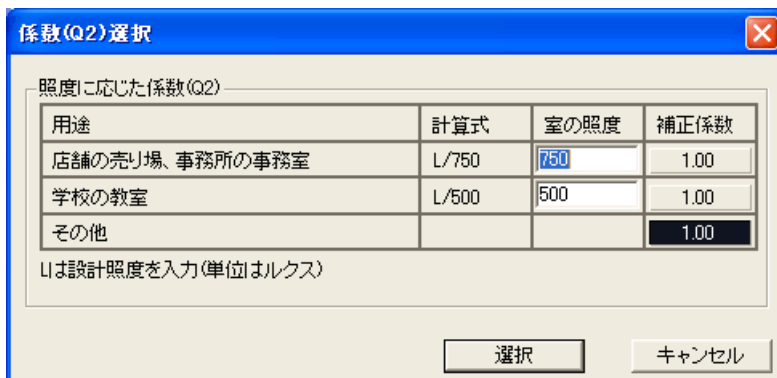 係数(Q2)選択
照度に応じた係数(Q2)
用途 計算式 室の照度 補正係数
店舗の売り場、事務所の事務室 L/750 750 1.00
学校の教室 L/500 500 1.00
その他 1.00
Lは設計照度を入力(単位はルクス)
選択 キャンセル